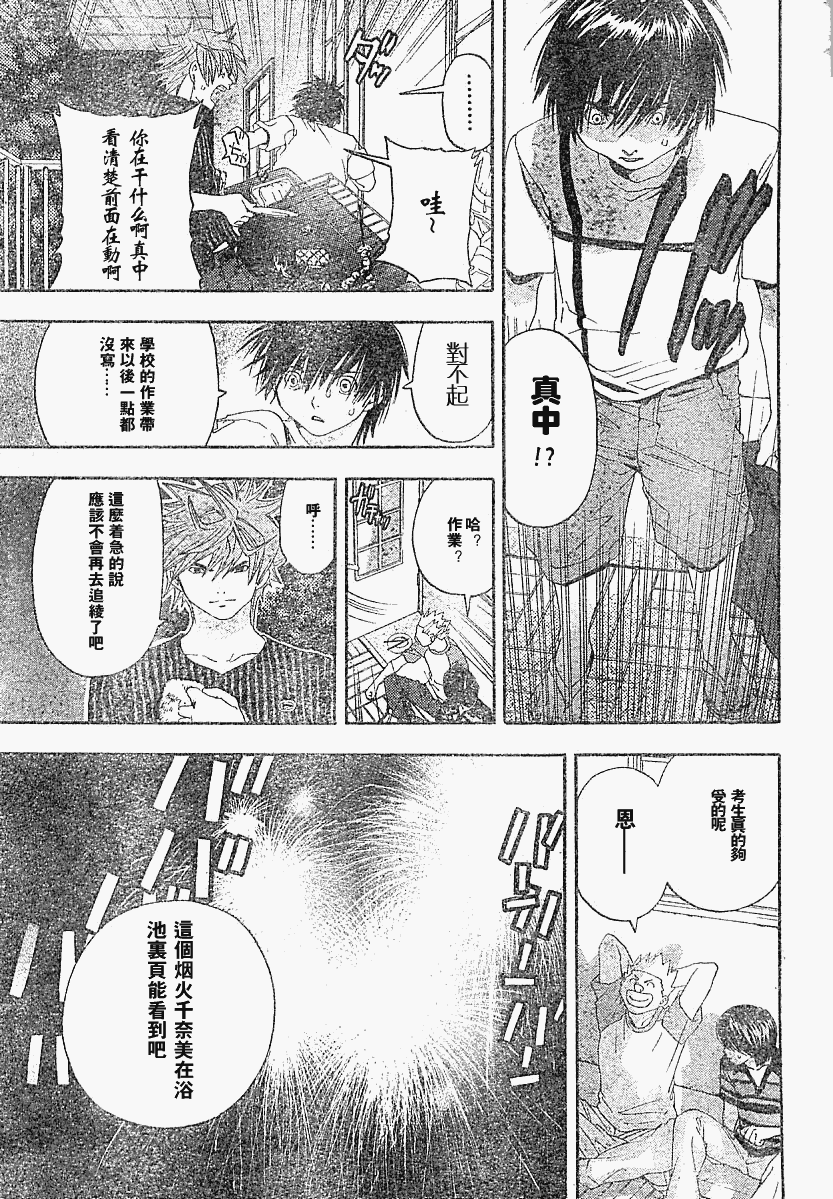 真中
!?
………
哇~
你在干什么啊真中
看清楚前面在動啊
對不起
學校的作業帶
來以後一點都
沒寫……
哈?
作業?
呼
……
這麼着急的說
應該不會再去追綾了吧
考生真的夠
受的呢
恩——
這個烟火千奈美在浴
池裏頁能看到吧